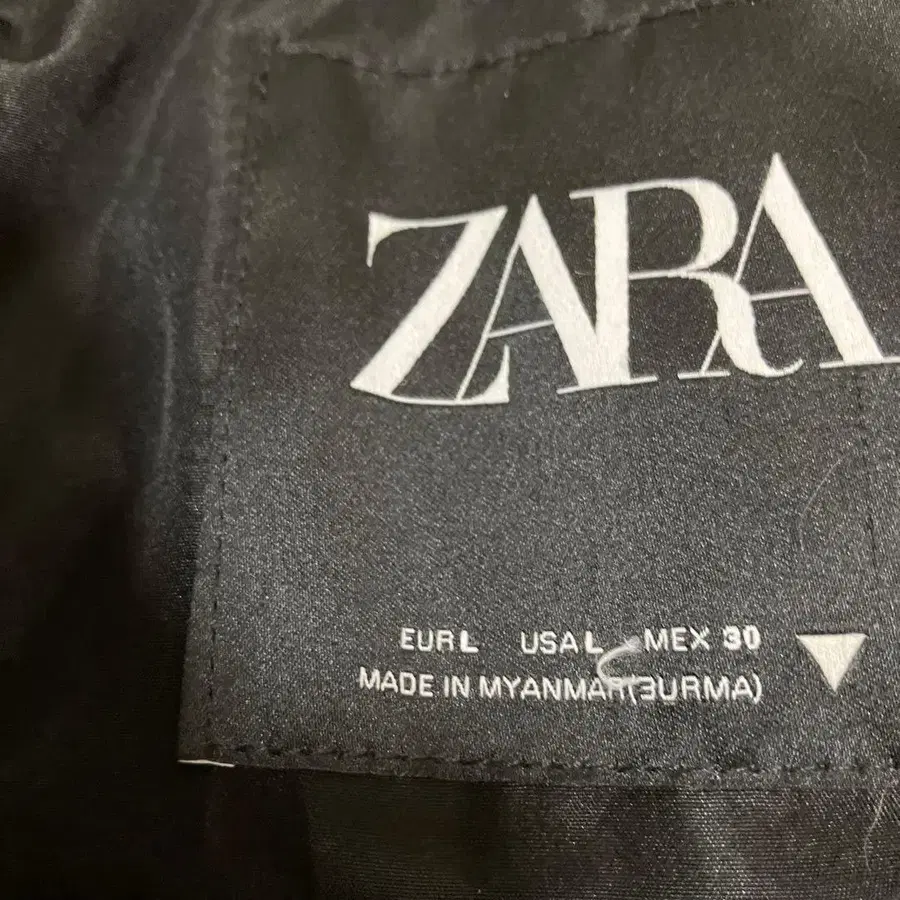 ZARA
EUR L USA L MEX 30
MADE IN MYANMAR(BURMA)